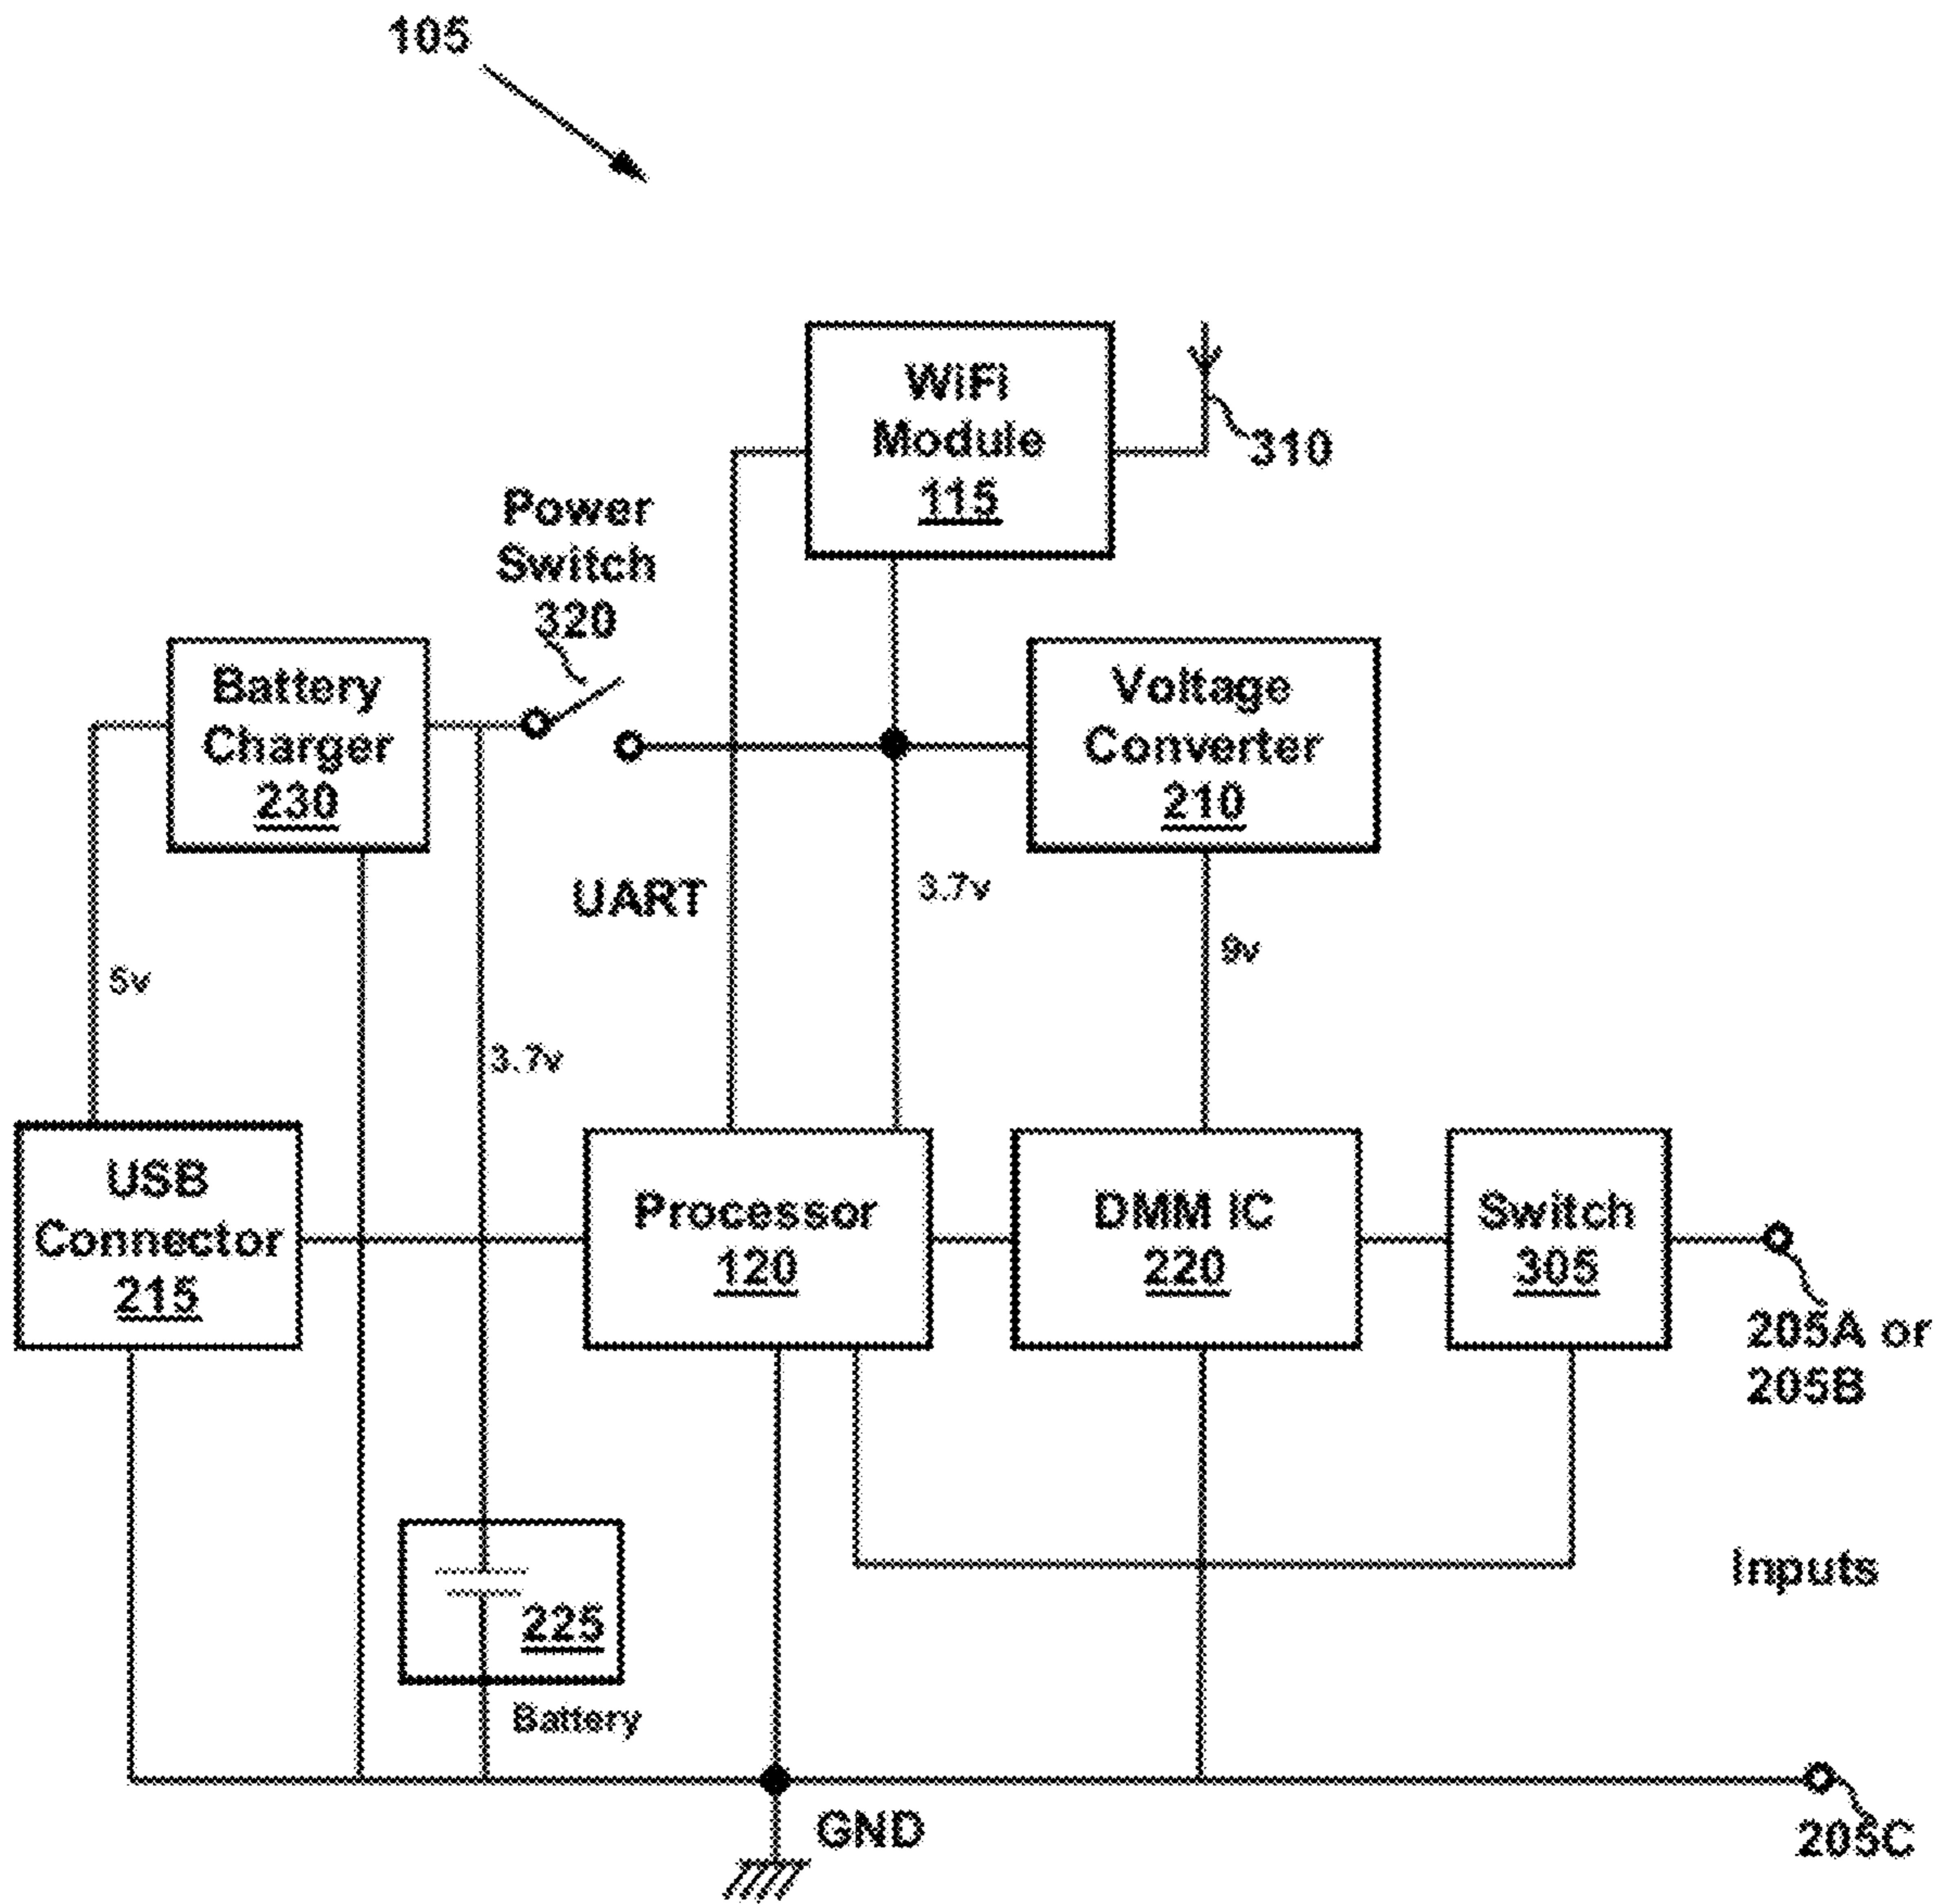 105
WiFi
Module
115
310
Power
Switch
320
Battery
Charger
230
Voltage
Converter
210
UART
3.7v
9v
5v
3.7v
USB
Connector
215
Processor
120
DMM IC
220
Switch
305
205A or
205B
Inputs
225
Battery
GND
205C